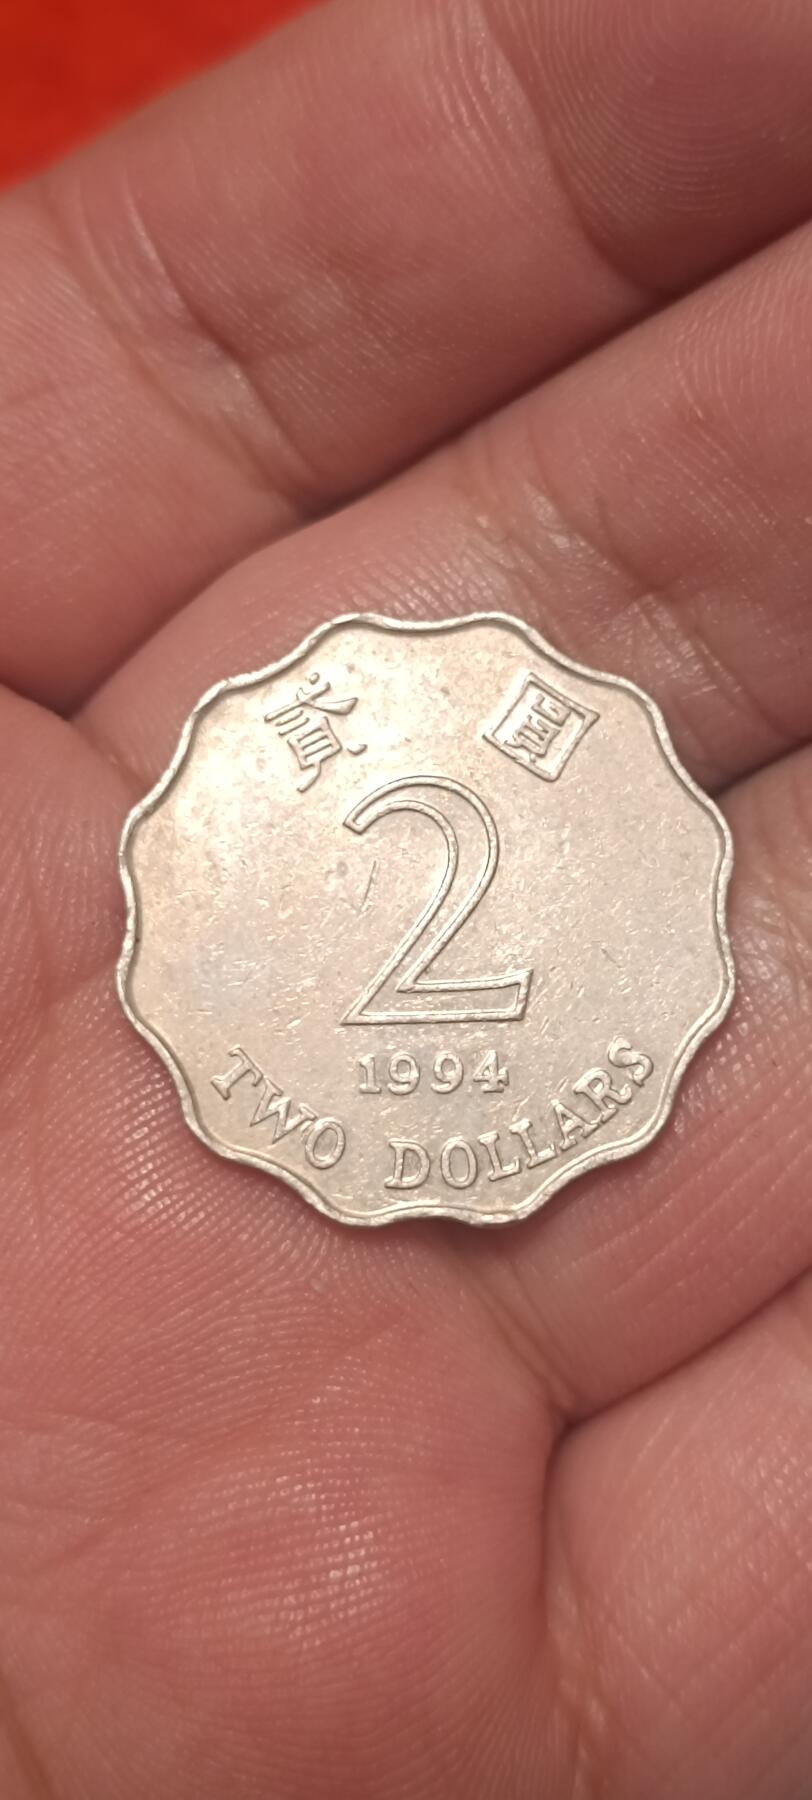 貳 圓
2
1994
TWO DOLLARS